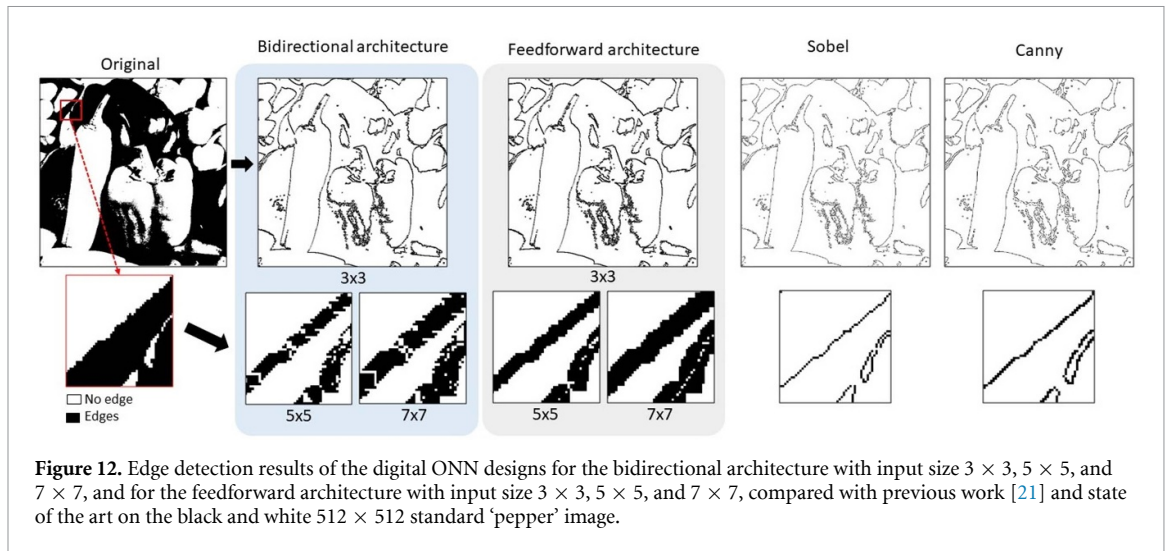 Original
Bidirectional architecture
Feedforward architecture
Sobel
Canny
3x3
3x3
No edge
Edges
5x5
7x7
5x5
7x7
Figure 12. Edge detection results of the digital ONN designs for the bidirectional architecture with input size 3 × 3, 5 × 5, and
7 × 7, and for the feedforward architecture with input size 3 × 3, 5 × 5, and 7 × 7, compared with previous work [21] and state
of the art on the black and white 512 × 512 standard ‘pepper’ image.